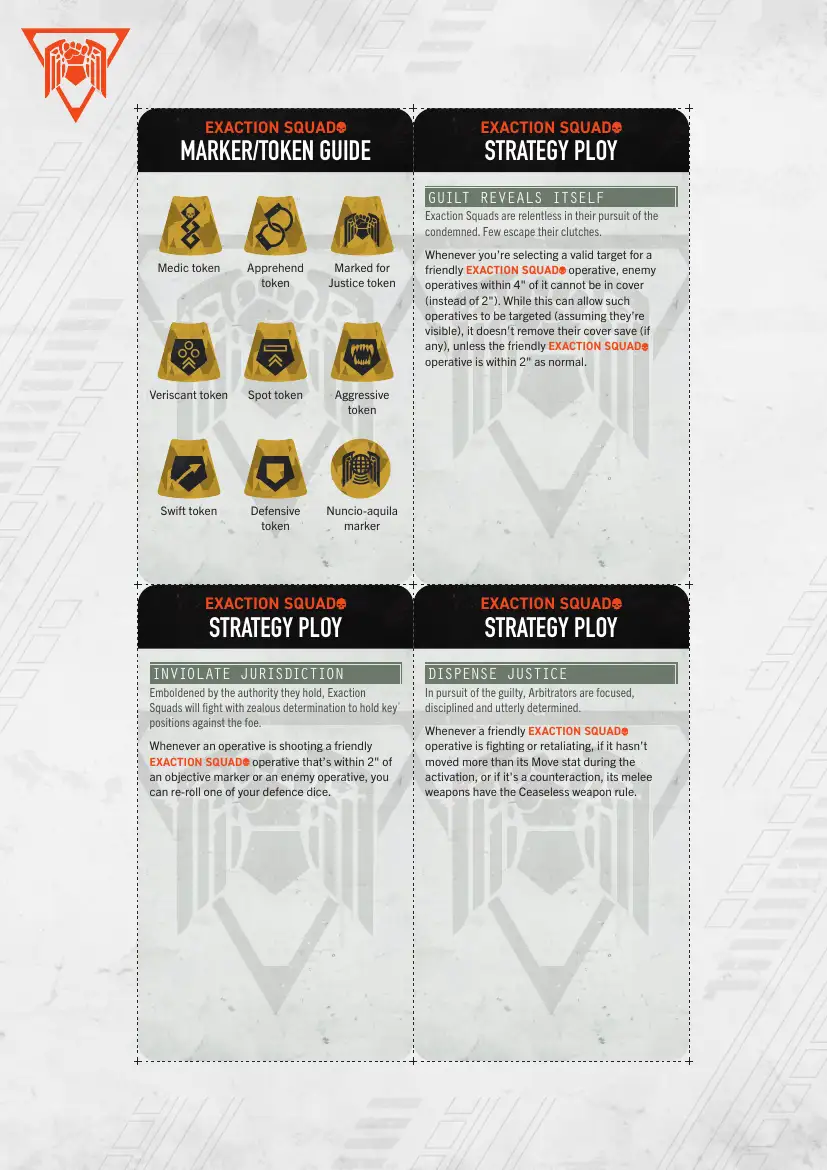 EXACTION SQUAD
MARKER/TOKEN GUIDE
Medic token
Apprehend
token
Marked for
Justice token
Veriscant token
Spot token
Aggressive
token
Swift token
Defensive
token
Nuncio-aquila
marker
EXACTION SQUAD
STRATEGY PLOY
GUILT REVEALS ITSELF
Exaction Squads are relentless in their pursuit of the
condemned. Few escape their clutches.
Whenever you're selecting a valid target for a
friendly EXACTION SQUAD operative, enemy
operatives within 4" of it cannot be in cover
(instead of 2"). While this can allow such
operatives to be targeted (assuming they're
visible), it doesn't remove their cover save (if
any), unless the friendly EXACTION SQUAD
operative is within 2" as normal.
EXACTION SQUAD
STRATEGY PLOY
INVIOLATE JURISDICTION
Emboldened by the authority they hold, Exaction
Squads will fight with zealous determination to hold key
positions against the foe.
Whenever an operative is shooting a friendly
EXACTION SQUAD operative that's within 2" of
an objective marker or an enemy operative, you
can re-roll one of your defence dice.
EXACTION SQUAD
STRATEGY PLOY
DISPENSE JUSTICE
In pursuit of the guilty, Arbitrators are focused,
disciplined and utterly determined.
Whenever a friendly EXACTION SQUAD
operative is fighting or retaliating, if it hasn't
moved more than its Move stat during the
activation, or if it's a counteraction, its melee
weapons have the Ceaseless weapon rule.